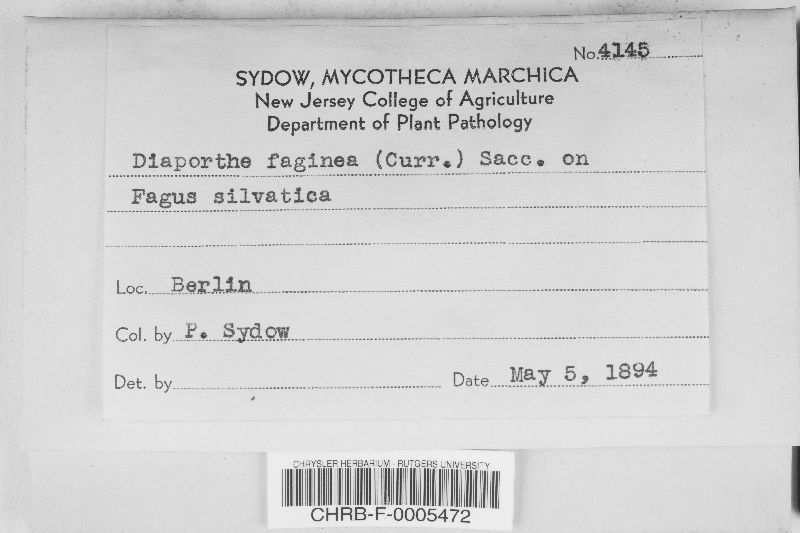 No. 4145
SYDOW, MYCOTHECA MARCHICA
New Jersey College of Agriculture
Department of Plant Pathology
Diaporthe faginea (Curr.) Sacc. on
Fagus silvatica
Loc. Berlin
Col. by P. Sydow
Det. by
Date May 5, 1894
CHRYSLER HERBARIUM - RUTGERS UNIVERSITY
CHRB-F-0005472